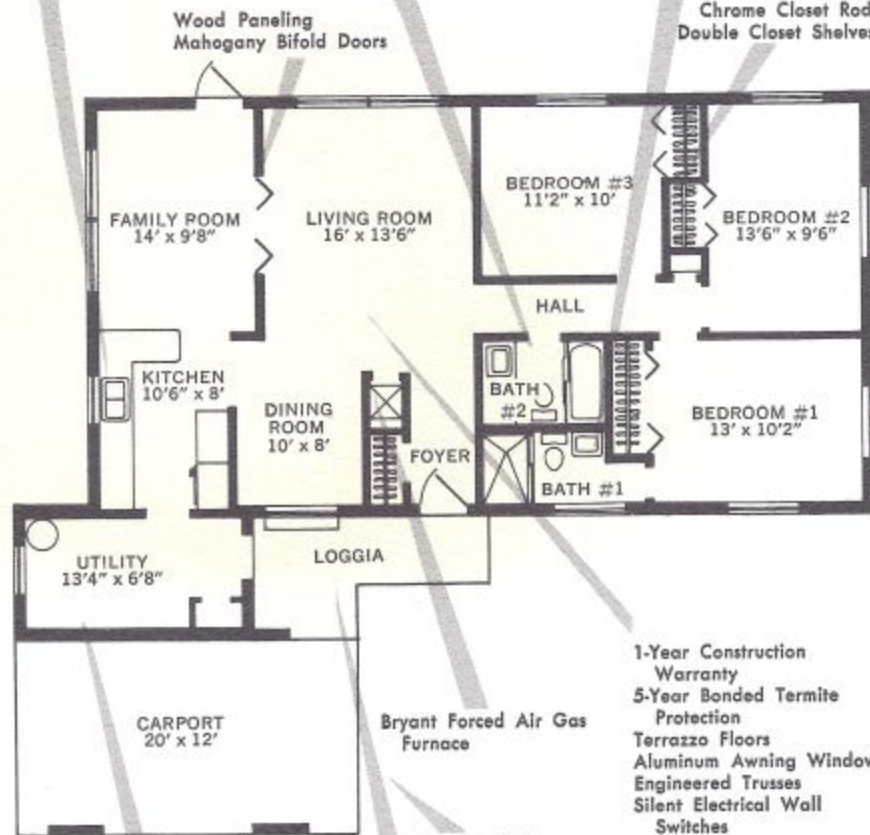 Wood Paneling
Mahogany Bifold Doors
Chrome Closet Rod
Double Closet Shelves
FAMILY ROOM
14' x 9'8"
LIVING ROOM
16' x 13'6"
BEDROOM #3
11'2" x 10'
BEDROOM #2
13'6" x 9'6"
HALL
KITCHEN
10'6" x 8'
DINING
ROOM
10' x 8'
FOYER
BATH
#2
BATH #1
BEDROOM #1
13' x 10'2"
UTILITY
13'4" x 6'8"
LOGGIA
CARPORT
20' x 12'
Bryant Forced Air Gas
Furnace
1-Year Construction
Warranty
5-Year Bonded Termite
Protection
Terrazzo Floors
Aluminum Awning Window
Engineered Trusses
Silent Electrical Wall
Switches